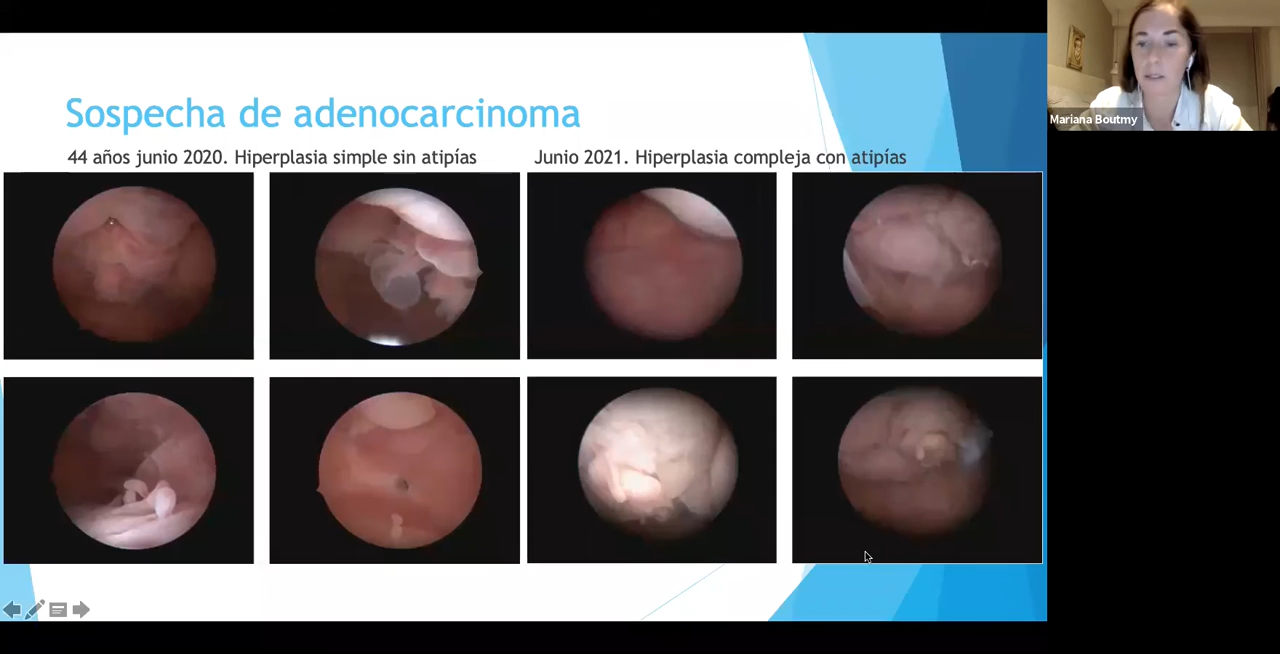 Sospecha de adenocarcinoma
44 años junio 2020. Hiperplasia simple sin atipías
Junio 2021. Hiperplasia compleja con atipías
Mariana Boutmy